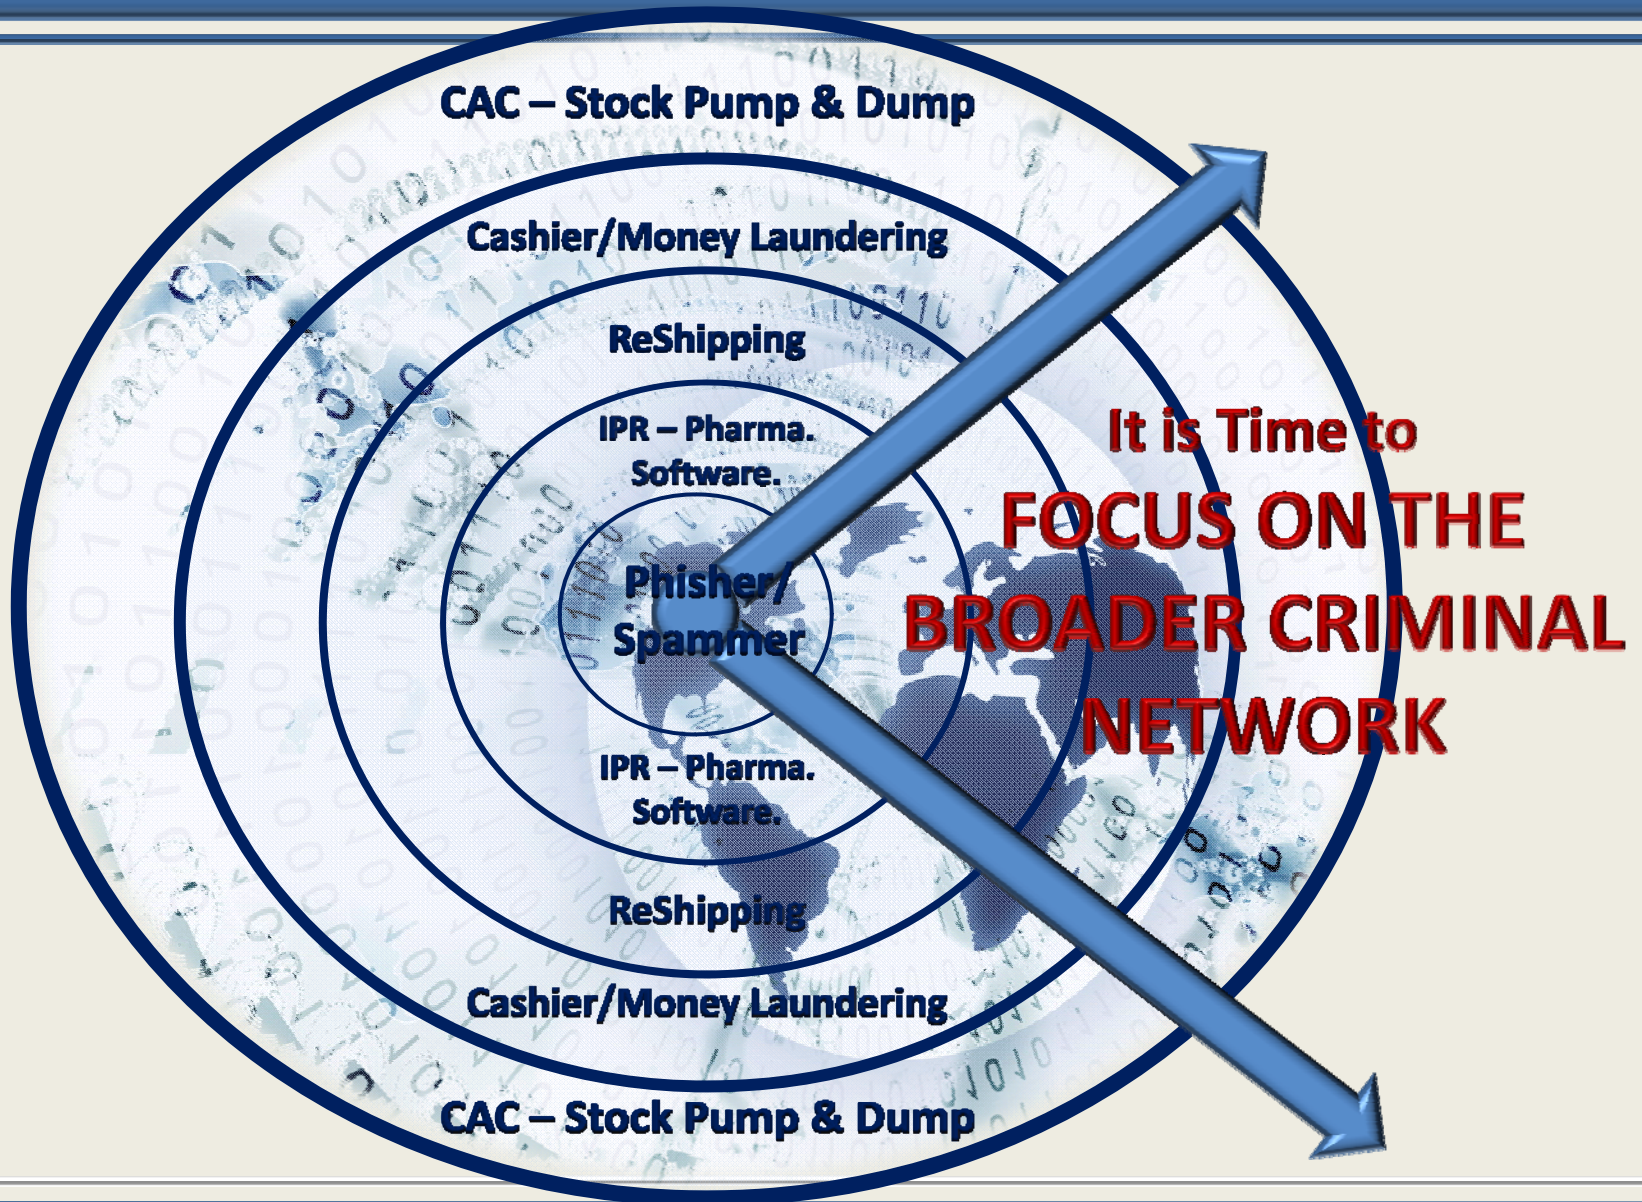 CAC – Stock Pump & Dump
Cashier/Money Laundering
ReShipping
IPR – Pharma.
Software.
Phisher/
Spammer
It is Time to
FOCUS ON THE
BROADER CRIMINAL
NETWORK
IPR – Pharma.
Software.
ReShipping
Cashier/Money Laundering
CAC – Stock Pump & Dump